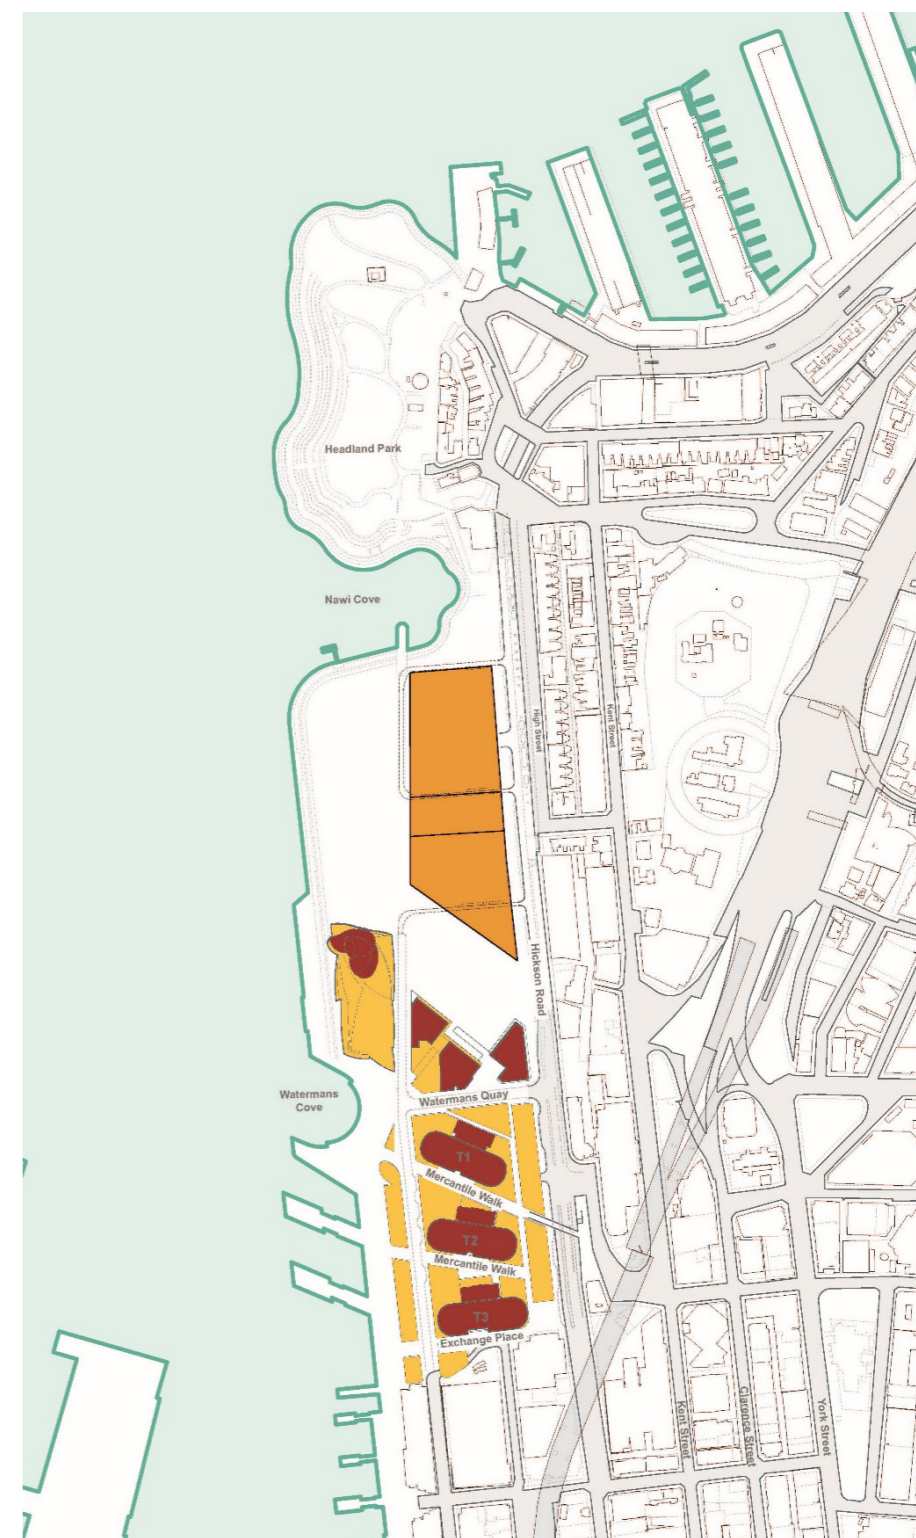 Headland Park
Nawi Cove
High Street
Kent Street
Hickson Road
Watermans
Cove
Watermans Quay
T1
Mercantile Walk
T2
Mercantile Walk
T3
Exchange Place
Kent Street
Clarence Street
York Street